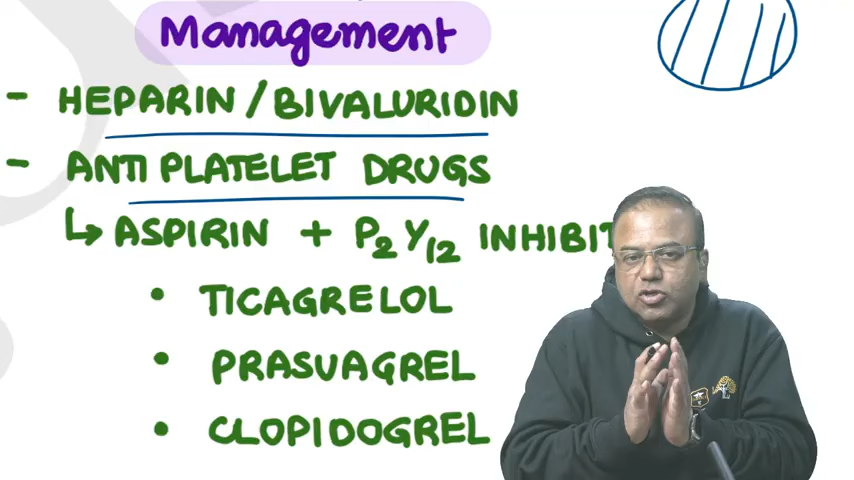 Management
- HEPARIN / BIVALURIDIN
- ANTI PLATELET DRUGS
↳ ASPIRIN + P2Y12 INHIBIT
• TICAGRELOL
• PRASUAGREL
• CLOPIDOGREL